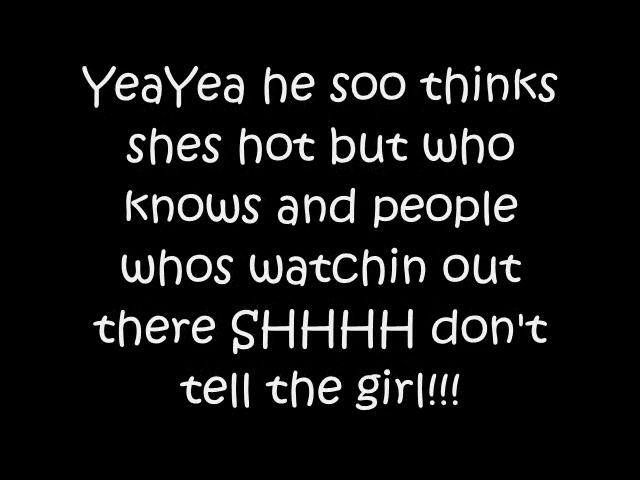 YeaYea he soo thinks
shes hot but who
knows and people
whos watchin out
there SHHHH don't
tell the girl!!!